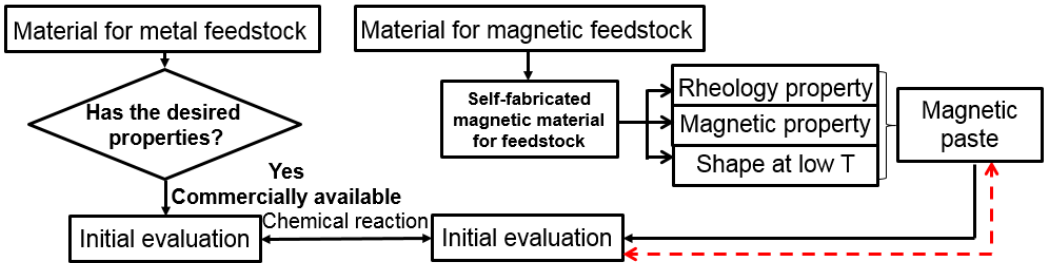 Material for metal feedstock
Material for magnetic feedstock
Has the desired
properties?
Self-fabricated
magnetic material
for feedstock
Rheology property
Magnetic property
Shape at low T
Magnetic
paste
Yes
Commercially available
Chemical reaction
Initial evaluation
Initial evaluation